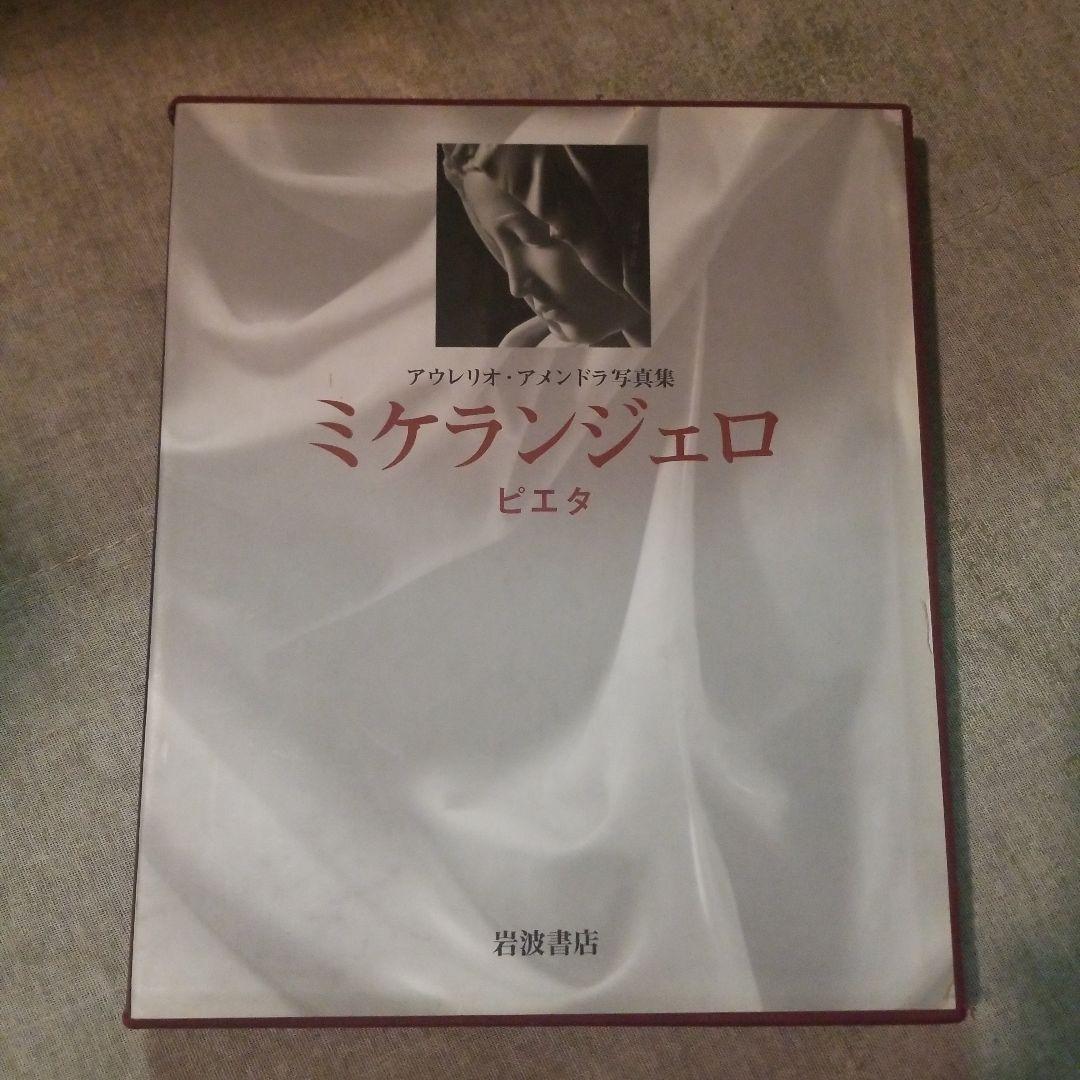 アウレリオ・アメンドラ写真集
ミケランジェロ
ピエタ
岩波書店